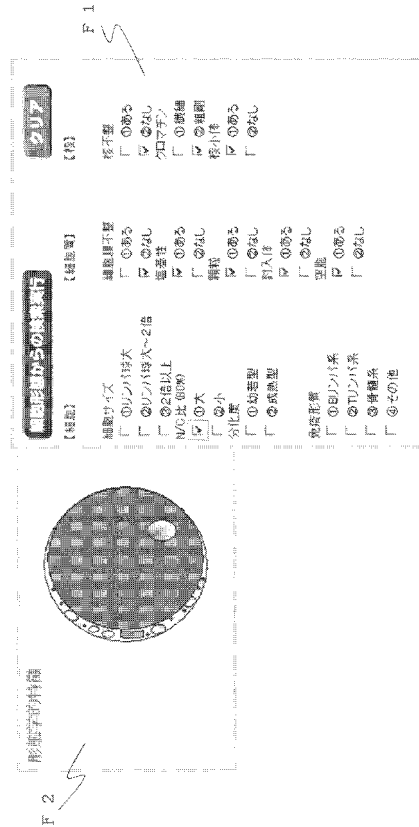 F 1
F 2
形態学的特徴
細胞形態からの検索実行
クリア
【細胞】
細胞サイズ
①リンパ球大
②リンパ球大～2倍
③2倍以上
N/C 比(80%)
①大
②小
分化度
①幼若型
②成熟型
免疫形質
①Bリンパ系
②Tリンパ系
③骨髄系
④その他
【細胞質】
細胞膜不整
①ある
②なし
塩基性
①ある
②なし
顆粒
①ある
②なし
封入体
①ある
②なし
空胞
①ある
②なし
【核】
核不整
①ある
②なし
クロマチン
①繊細
②粗剛
核小体
①ある
②なし